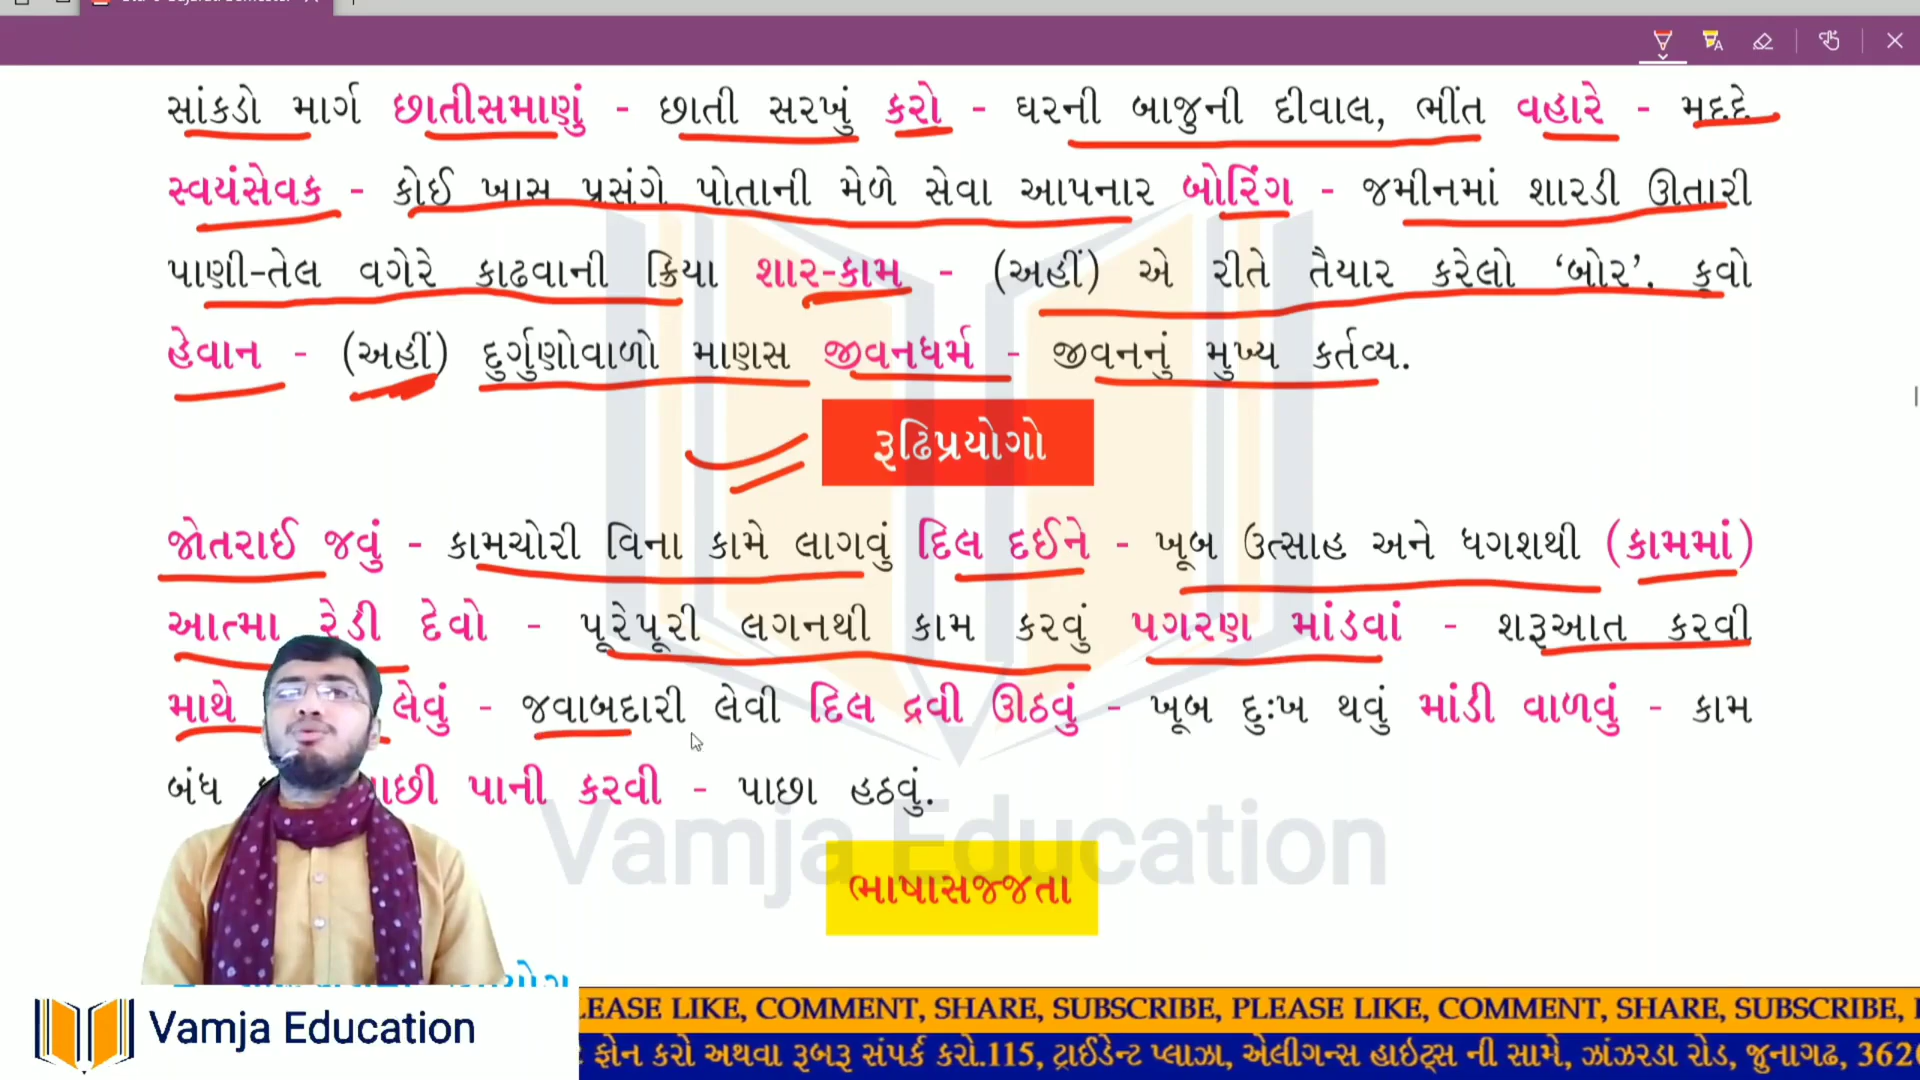 સાંકડો માર્ગ છાતીસમાણું - છાતી સરખું કરો - ઘરની બાજુની દીવાલ, ભીંત વહારે - મદદે
સ્વયંસેવક - કોઈ ખાસ પ્રસંગે પોતાની મેળે સેવા આપનાર બોરિંગ - જમીનમાં શારડી ઊતારી
પાણી-તેલ વગેરે કાઢવાની ક્રિયા શાર-કામ - (અહીં) એ રીતે તૈયાર કરેલો ‘બોર’. કૂવો
હેવાન - (અહીં) દુર્ગુણોવાળો માણસ જીવનધર્મ - જીવનનું મુખ્ય કર્તવ્ય.
રૂઢિપ્રયોગો
જોતરાઈ જવું - કામચોરી વિના કામે લાગવું દિલ દઈને - ખૂબ ઉત્સાહ અને ધગશથી (કામમાં)
આત્મા રેડી દેવો - પૂરેપૂરી લગનથી કામ કરવું પગરણ માંડવાં - શરૂઆત કરવી
માથે લેવું - જવાબદારી લેવી દિલ દ્રવી ઊઠવું - ખૂબ દુઃખ થવું માંડી વાળવું - કામ
બંધ પાની કરવી - પાછા હઠવું.
Vamja Education
ભાષાસજ્જતા
Vamja Education
LEASE LIKE, COMMENT, SHARE, SUBSCRIBE, PLEASE LIKE, COMMENT, SHARE, SUBSCRIBE,
ફોન કરો અથવા રૂબરૂ સંપર્ક કરો.115, ટ્રાઈડેન્ટ પ્લાઝા, એલીગન્સ હાઇટ્સ ની સામે, ઝાંઝરડા રોડ, જુનાગઢ, 3620